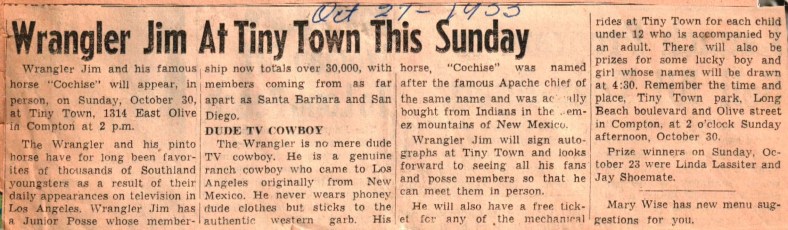 Oct 27-1955
Wrangler Jim At Tiny Town This Sunday
Wrangler Jim and his famous
horse "Cochise" will appear, in
person, on Sunday, October 30,
at Tiny Town, 1314 East Olive
in Compton at 2 p.m.
The Wrangler and his pinto
horse have for long been favor-
ites of thousands of Southland
youngsters as a result of their
daily appearances on television in
Los Angeles. Wrangler Jim has
a Junior Posse whose member-
ship now totals over 30,000, with
members coming from as far
apart as Santa Barbara and San
Diego.
DUDE TV COWBOY
The Wrangler is no mere dude
TV cowboy. He is a genuine
ranch cowboy who came to Los
Angeles originally from New
Mexico. He never wears phoney
dude clothes but sticks to the
authentic western garb. His
horse, "Cochise" was named
after the famous Apache chief of
the same name and was actually
bought from Indians in the Jemez
mountains of New Mexico.
Wrangler Jim will sign auto-
graphs at Tiny Town and looks
forward to seeing all his fans
and posse members so that he
can meet them in person.
He will also have a free tick-
et for any of the mechanical
rides at Tiny Town for each child
under 12 who is accompanied by
an adult. There will also be
prizes for some lucky boy and
girl whose names will be drawn
at 4:30. Remember the time and
place, Tiny Town park, Long
Beach boulevard and Olive street
in Compton, at 2 o'clock Sunday
afternoon, October 30.
Prize winners on Sunday, Oc-
tober 23 were Linda Lassiter and
Jay Shoemate.
Mary Wise has new menu sug-
gestions for you.